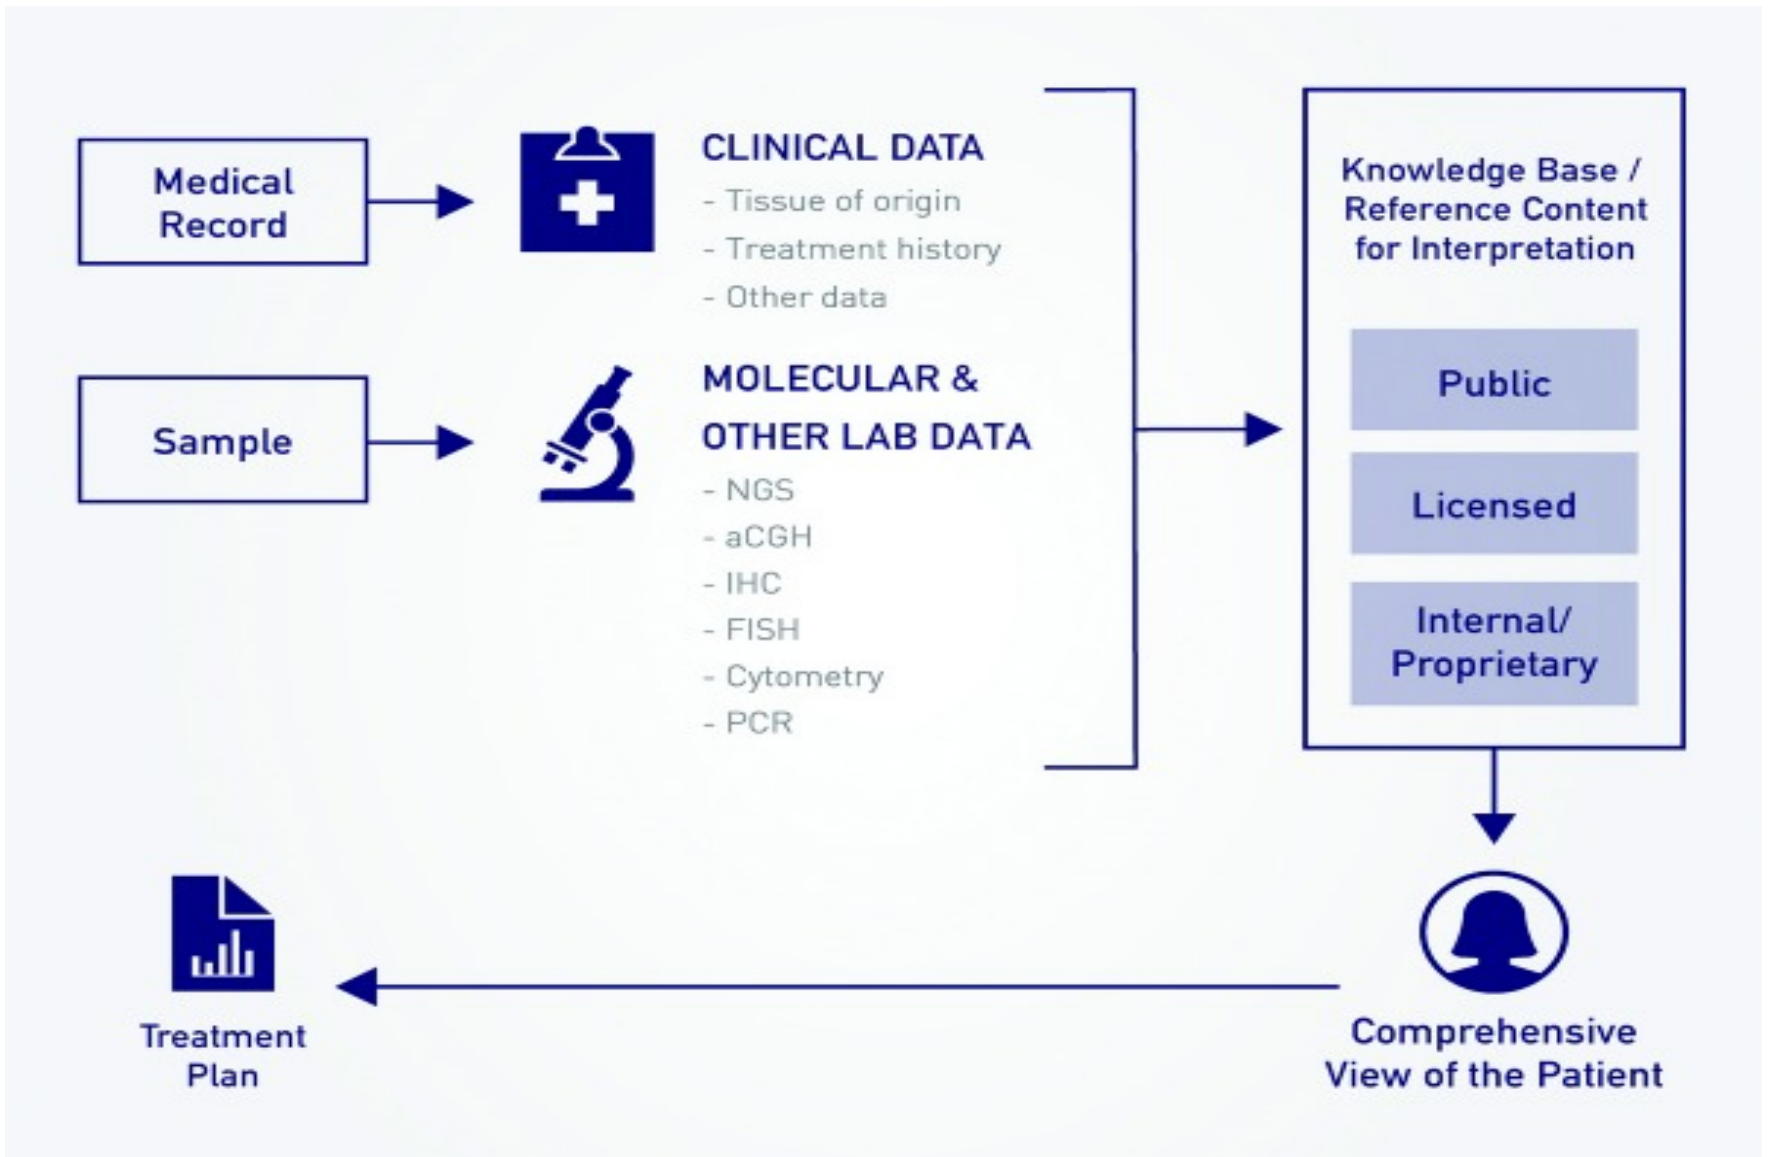 Medical
Record
CLINICAL DATA
- Tissue of origin
- Treatment history
- Other data
Sample
MOLECULAR &
OTHER LAB DATA
- NGS
- aCGH
- IHC
- FISH
- Cytometry
- PCR
Knowledge Base /
Reference Content
for Interpretation
Public
Licensed
Internal/
Proprietary
Comprehensive
View of the Patient
Treatment
Plan